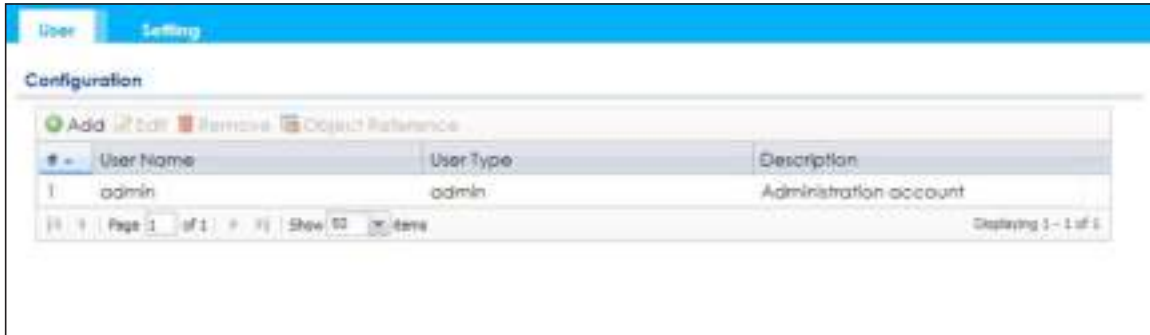 User Setting
Configuration
Add Edit Remove Object Reference
# User Name User Type Description
1 admin admin Administration account
Page 1 of 1 Show 50 items Displaying 1 - 1 of 1